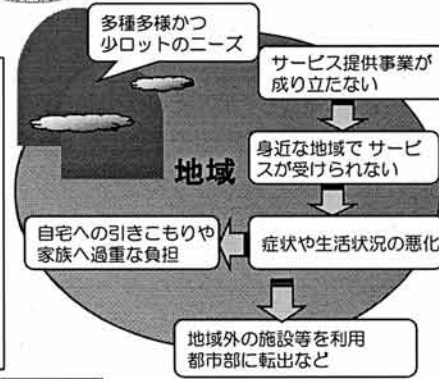 多種多様かつ
少ロットのニーズ
サービス提供事業が
成り立たない
身近な地域で サービ
スが受けられない
地域
自宅への引きこもりや
家族へ過重な負担
症状や生活状況の悪化
地域外の施設等を利用
都市部に転出など